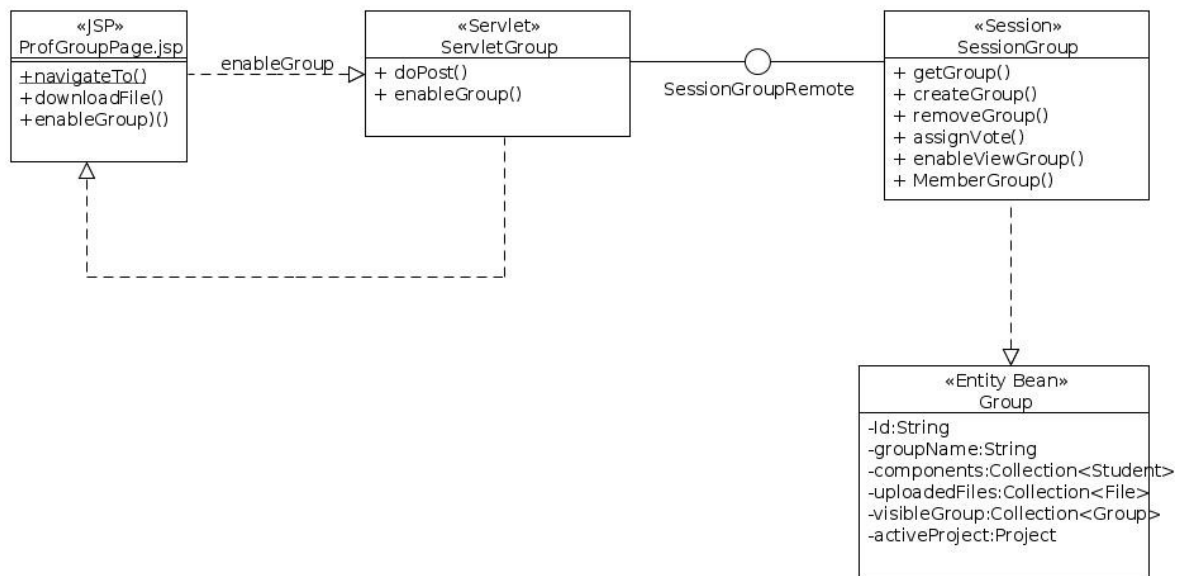 «JSP»
ProfGroupPage.jsp
+navigateTo()
+downloadFile()
+enableGroup)()
enableGroup
«Servlet»
ServletGroup
+ doPost()
+ enableGroup()
SessionGroupRemote
«Session»
SessionGroup
+ getGroup()
+ createGroup()
+ removeGroup()
+ assignVote()
+ enableViewGroup()
+ MemberGroup()
«Entity Bean»
Group
-Id:String
-groupName:String
-components:Collection<Student>
-uploadedFiles:Collection<File>
-visibleGroup:Collection<Group>
-activeProject:Project